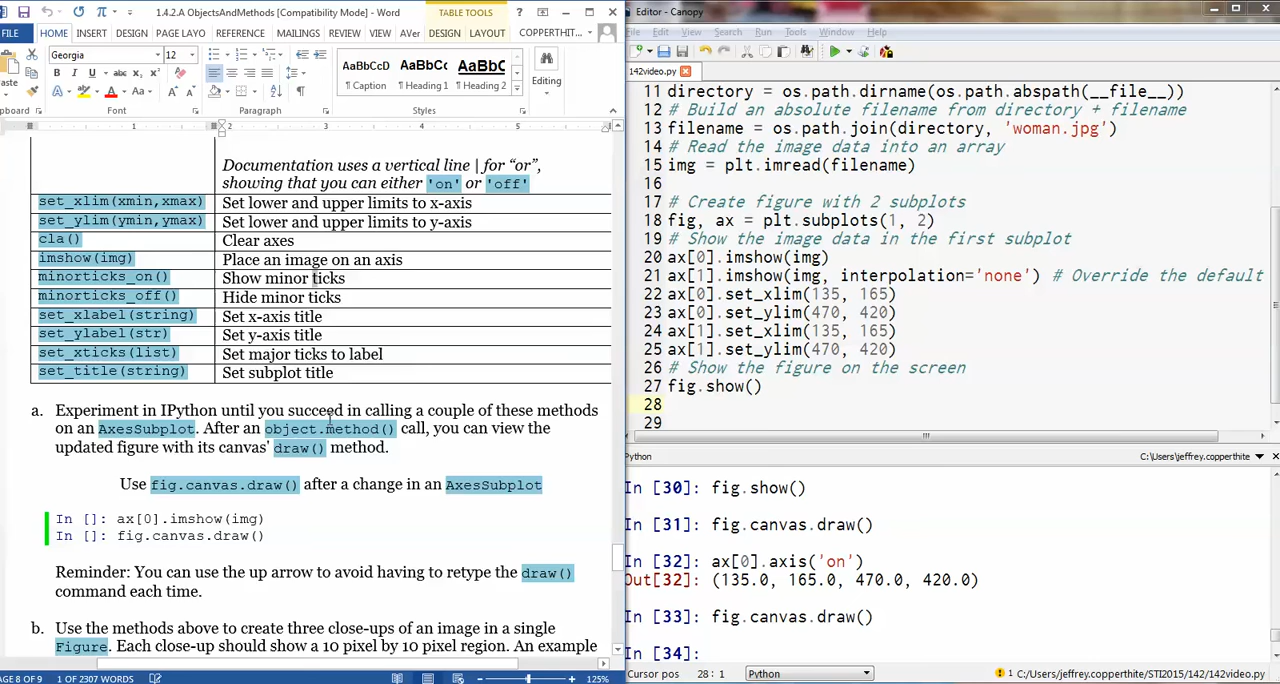 1.4.2.A ObjectsAndMethods [Compatibility Mode] - Word
TABLE TOOLS
FILE HOME INSERT DESIGN PAGE LAYO REFERENCE MAILINGS REVIEW VIEW AVer DESIGN LAYOUT COPPERTHIT...
Georgia 12
Paste
AaBbCcD AaBbCc AaBbC
¶ Caption ¶ Heading 1 ¶ Heading 2
Editing
Clipboard Font Paragraph Styles
Documentation uses a vertical line | for “or”,
showing that you can either 'on' or 'off'
set_xlim(xmin,xmax) Set lower and upper limits to x-axis
set_ylim(ymin,ymax) Set lower and upper limits to y-axis
cla() Clear axes
imshow(img) Place an image on an axis
minorticks_on() Show minor ticks
minorticks_off() Hide minor ticks
set_xlabel(string) Set x-axis title
set_ylabel(str) Set y-axis title
set_xticks(list) Set major ticks to label
set_title(string) Set subplot title
a. Experiment in IPython until you succeed in calling a couple of these methods
on an AxesSubplot. After an object.method() call, you can view the
updated figure with its canvas' draw() method.
Use fig.canvas.draw() after a change in an AxesSubplot
In []: ax[0].imshow(img)
In []: fig.canvas.draw()
Reminder: You can use the up arrow to avoid having to retype the draw()
command each time.
b. Use the methods above to create three close-ups of an image in a single
Figure. Each close-up should show a 10 pixel by 10 pixel region. An example
PAGE 8 OF 9 1 OF 2307 WORDS 125%
Editor - Canopy
File Edit View Search Run Tools Window Help
142video.py
11 directory = os.path.dirname(os.path.abspath(__file__))
12 # Build an absolute filename from directory + filename
13 filename = os.path.join(directory, 'woman.jpg')
14 # Read the image data into an array
15 img = plt.imread(filename)
16
17 # Create figure with 2 subplots
18 fig, ax = plt.subplots(1, 2)
19 # Show the image data in the first subplot
20 ax[0].imshow(img)
21 ax[1].imshow(img, interpolation='none') # Override the default
22 ax[0].set_xlim(135, 165)
23 ax[0].set_ylim(470, 420)
24 ax[1].set_xlim(135, 165)
25 ax[1].set_ylim(470, 420)
26 # Show the figure on the screen
27 fig.show()
28
29
Python C:\Users\jeffrey.copperthite
In [30]: fig.show()
In [31]: fig.canvas.draw()
In [32]: ax[0].axis('on')
Out[32]: (135.0, 165.0, 470.0, 420.0)
In [33]: fig.canvas.draw()
In [34]:
Cursor pos 28 : 1 Python 1 C:/Users/jeffrey.copperthite/STI2015/142/142video.py